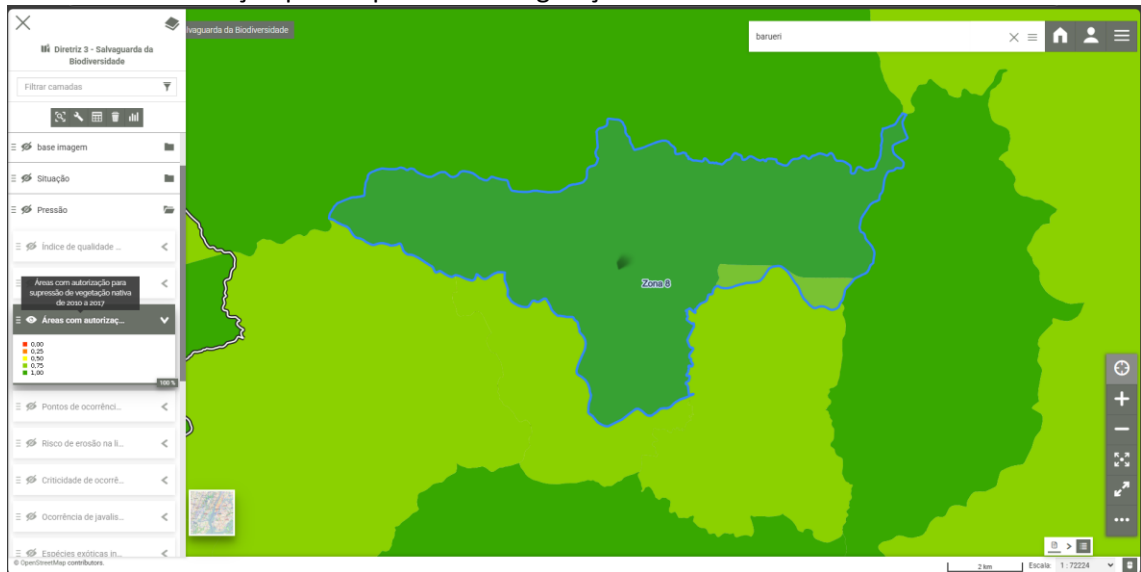 Diretriz 3 - Salvaguarda da
Biodiversidade
Filtrar camadas
base imagem
Situação
Pressão
Índice de qualidade ...
Áreas com autorização para
supressão de vegetação nativa
de 2010 a 2017
Áreas com autorizaç...
0,00
0,25
0,50
0,75
1,00
100 %
Pontos de ocorrênci...
Risco de erosão na li...
Criticidade de ocorrê...
Ocorrência de javalis...
Espécies exóticas in...
© OpenStreetMap contributors.
lvaguarda da Biodiversidade
barueri
Zona 8
2 km
Escala: 1 : 72224